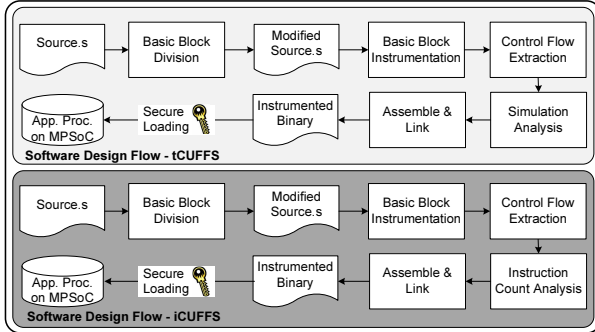 Source.s
Basic Block
Division
Modified
Source.s
Basic Block
Instrumentation
Control Flow
Extraction
App. Proc.
on MPSoC
Secure
Loading
Instrumented
Binary
Assemble &
Link
Simulation
Analysis
Software Design Flow - tCUFFS
Source.s
Basic Block
Division
Modified
Source.s
Basic Block
Instrumentation
Control Flow
Extraction
App. Proc.
on MPSoC
Secure
Loading
Instrumented
Binary
Assemble &
Link
Instruction
Count Analysis
Software Design Flow - iCUFFS